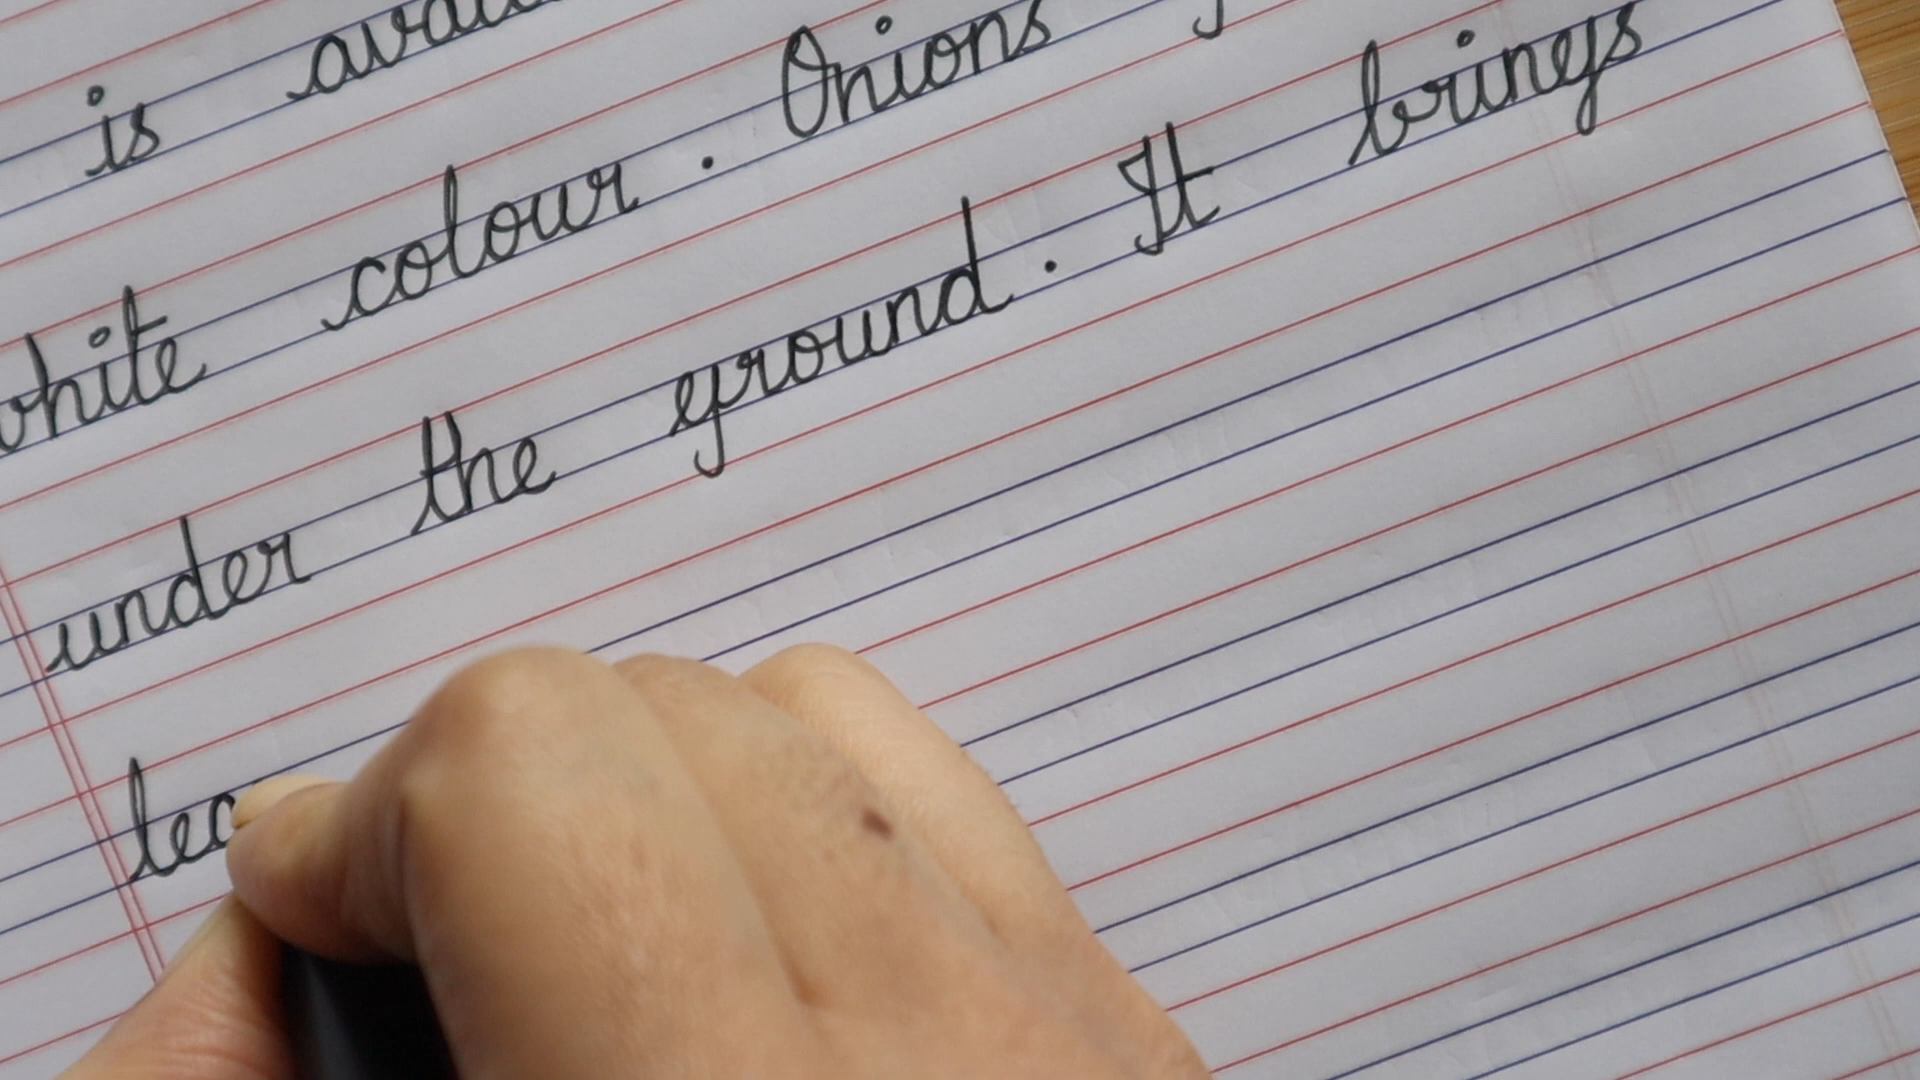 is
white colour. Onions
under the ground. It brings